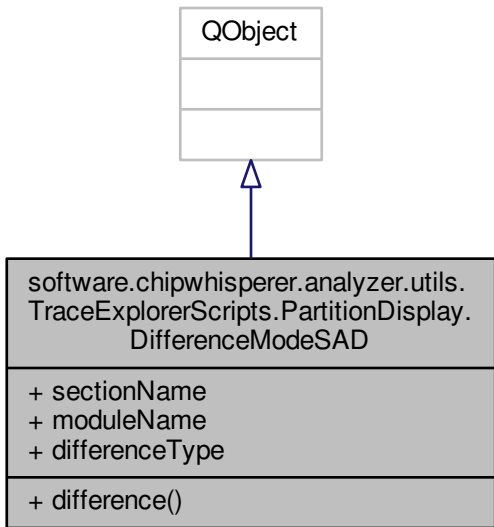 QObject
software.chipwhisperer.analyzer.utils.
TraceExplorerScripts.PartitionDisplay.
DifferenceModeSAD
+ sectionName
+ moduleName
+ differenceType
+ difference()